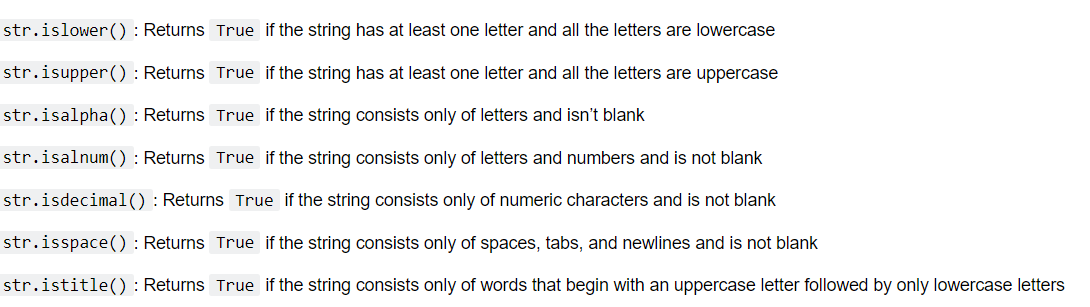 str.islower() : Returns True if the string has at least one letter and all the letters are lowercase
str.isupper() : Returns True if the string has at least one letter and all the letters are uppercase
str.isalpha() : Returns True if the string consists only of letters and isn’t blank
str.isalnum() : Returns True if the string consists only of letters and numbers and is not blank
str.isdecimal() : Returns True if the string consists only of numeric characters and is not blank
str.isspace() : Returns True if the string consists only of spaces, tabs, and newlines and is not blank
str.istitle() : Returns True if the string consists only of words that begin with an uppercase letter followed by only lowercase letters